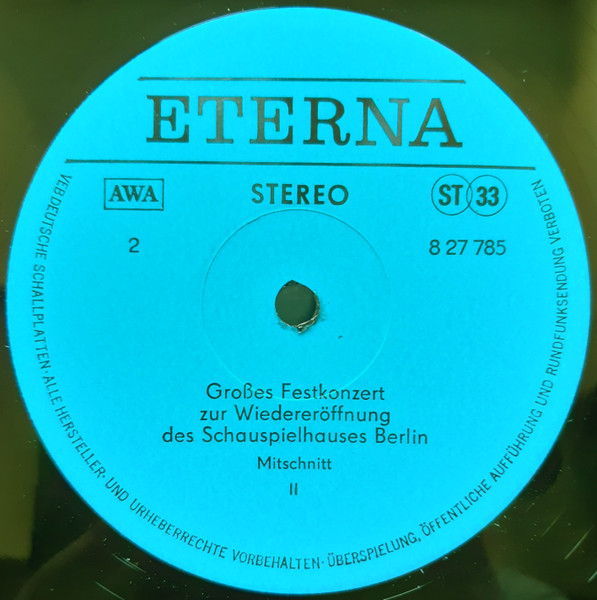 ETERNA
AWA
STEREO
ST 33
2
8 27 785
Großes Festkonzert
zur Wiedereröffnung
des Schauspielhauses Berlin
Mitschnitt
II
VEB DEUTSCHE SCHALLPLATTEN · ALLE HERSTELLER- UND URHEBERRECHTE VORBEHALTEN · ÜBERSPIELUNG, ÖFFENTLICHE AUFFÜHRUNG UND RUNDFUNKSENDUNG VERBOTEN